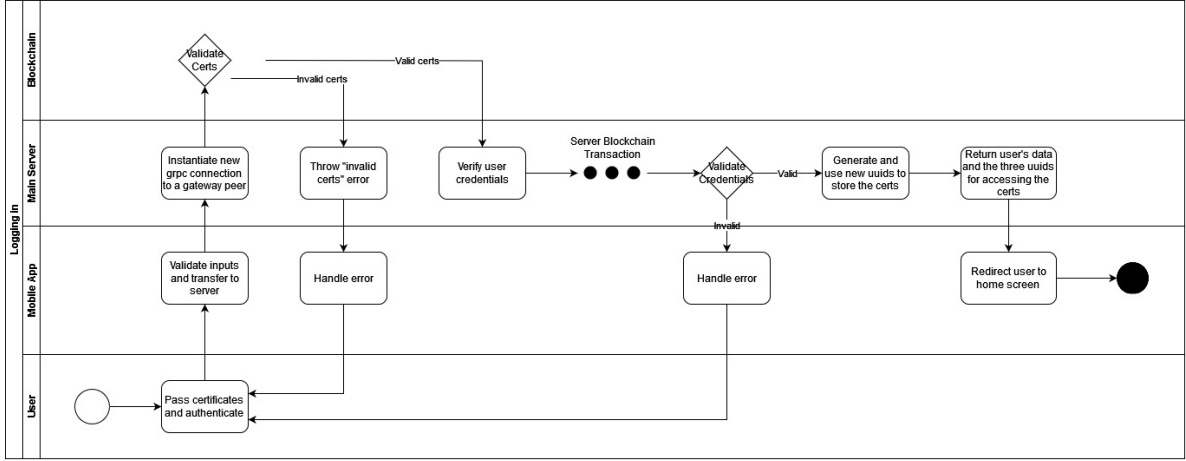 Logging in
Blockchain
Validate
Certs
Valid certs
Invalid certs
Main Server
Instantiate new
grpc connection
to a gateway peer
Throw "invalid
certs" error
Verify user
credentials
Server Blockchain
Transaction
Validate
Credentials
Valid
Invalid
Generate and
use new uuids to
store the certs
Return user's data
and the three uuids
for accessing the
certs
Mobile App
Validate inputs
and transfer to
server
Handle error
Handle error
Redirect user to
home screen
User
Pass certificates
and authenticate